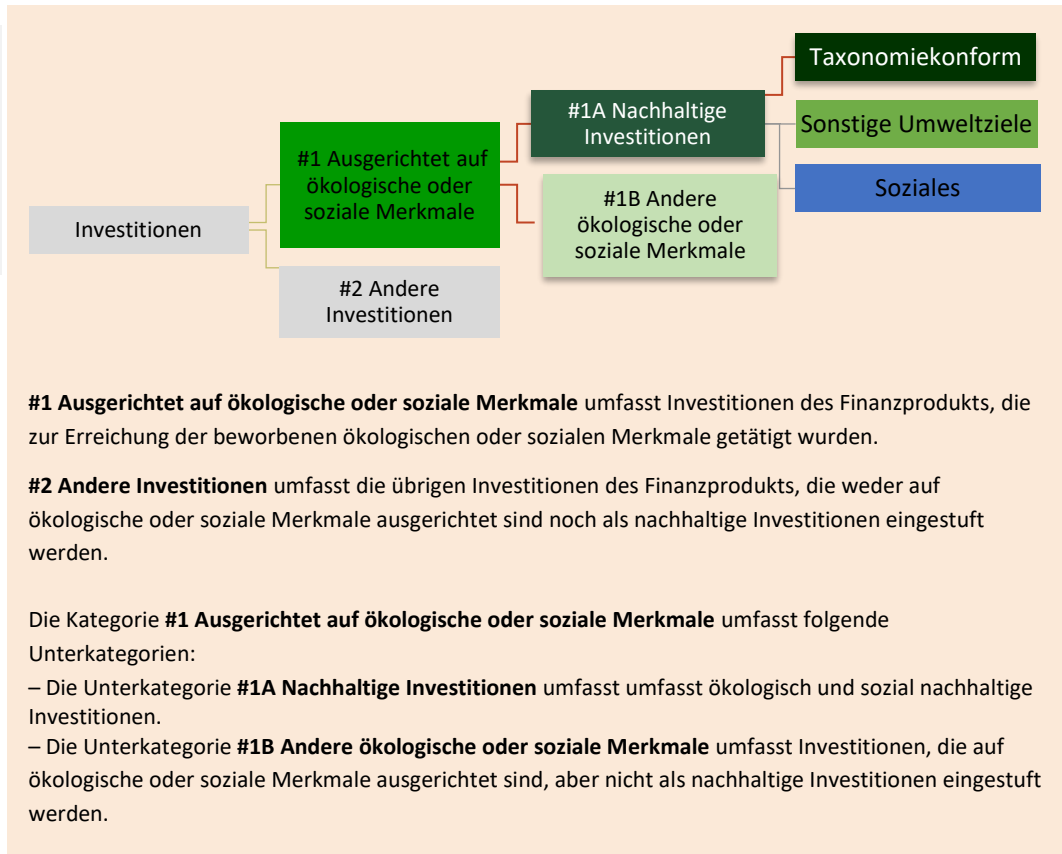 Taxonomiekonform
#1A Nachhaltige
Investitionen
Sonstige Umweltziele
#1 Ausgerichtet auf
ökologische oder
soziale Merkmale
Soziales
#1B Andere
ökologische oder
soziale Merkmale
Investitionen
#2 Andere
Investitionen
#1 Ausgerichtet auf ökologische oder soziale Merkmale umfasst Investitionen des Finanzprodukts, die
zur Erreichung der beworbenen ökologischen oder sozialen Merkmale getätigt wurden.
#2 Andere Investitionen umfasst die übrigen Investitionen des Finanzprodukts, die weder auf
ökologische oder soziale Merkmale ausgerichtet sind noch als nachhaltige Investitionen eingestuft
werden.
Die Kategorie #1 Ausgerichtet auf ökologische oder soziale Merkmale umfasst folgende
Unterkategorien:
– Die Unterkategorie #1A Nachhaltige Investitionen umfasst umfasst ökologisch und sozial nachhaltige
Investitionen.
– Die Unterkategorie #1B Andere ökologische oder soziale Merkmale umfasst Investitionen, die auf
ökologische oder soziale Merkmale ausgerichtet sind, aber nicht als nachhaltige Investitionen eingestuft
werden.